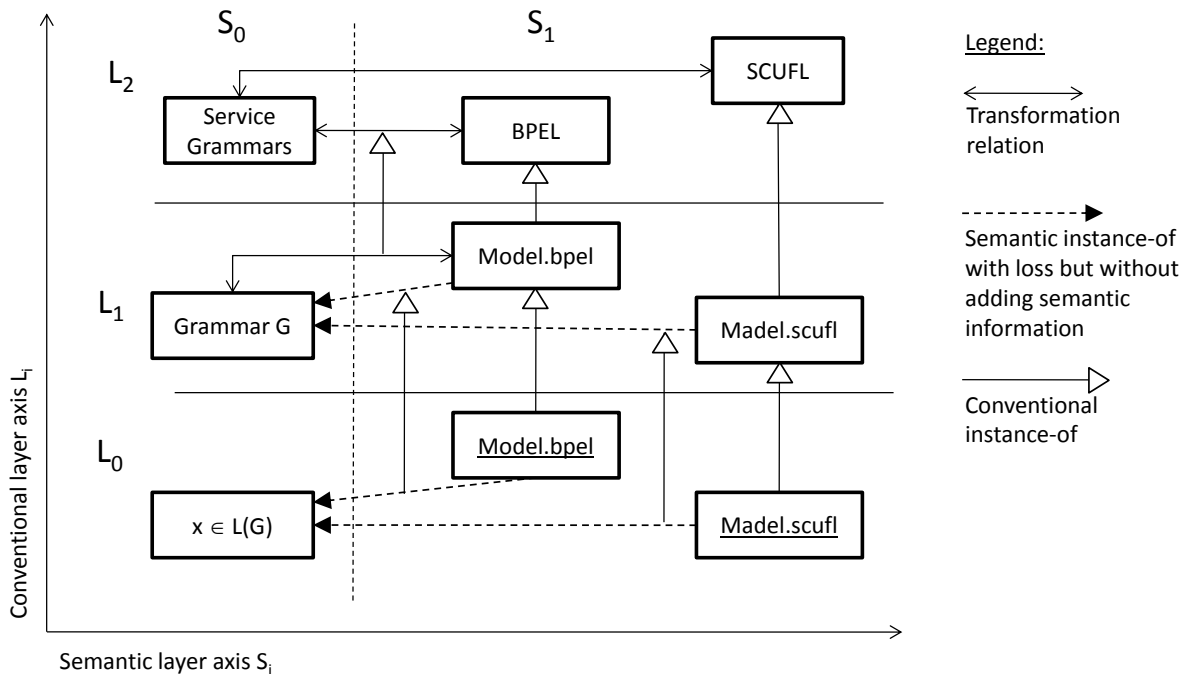 S₀
S₁
Legend:
L₂
SCUFL
Service
Grammars
BPEL
Transformation
relation
Model.bpel
Semantic instance-of
with loss but without
adding semantic
information
L₁
Grammar G
Madel.scufl
Conventional
instance-of
L₀
Model.bpel
x ∈ L(G)
Madel.scufl
Conventional layer axis Lᵢ
Semantic layer axis Sᵢ